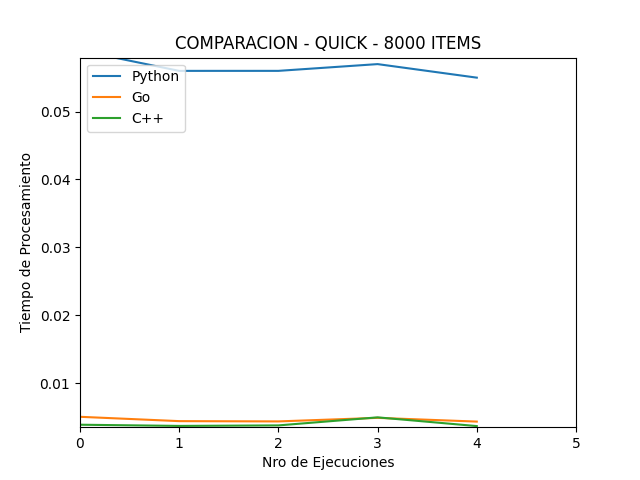 COMPARACION - QUICK - 8000 ITEMS
Python
Go
C++
0.05
0.04
0.03
0.02
0.01
Tiempo de Procesamiento
0 1 2 3 4 5
Nro de Ejecuciones